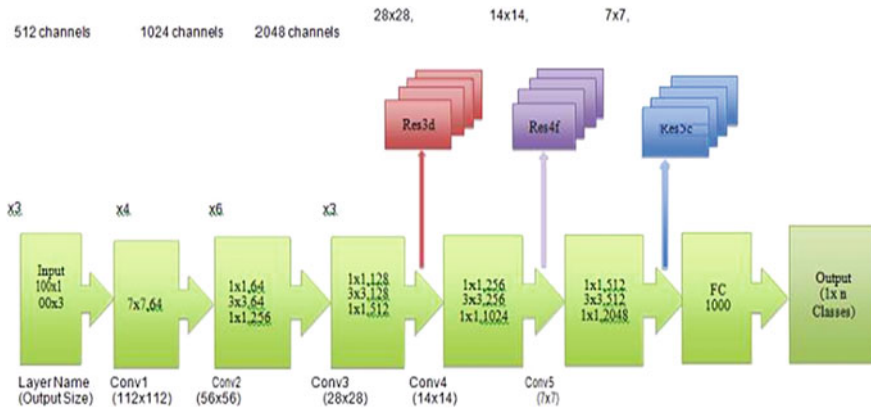 28x28,
14x14,
7x7,
512 channels
1024 channels
2048 channels
Res3d
Res4f
Res5c
x3
x4
x6
x3
Input
100x1
00x3
7x7,64
1x1,64
3x3,64
1x1,256
1x1,128
3x3,128
1x1,512
1x1,256
3x3,256
1x1,1024
1x1,512
3x3,512
1x1,2048
FC
1000
Output
(1x n
Classes)
Layer Name
(Output Size)
Conv1
(112x112)
Conv2
(56x56)
Conv3
(28x28)
Conv4
(14x14)
Conv5
(7x7)